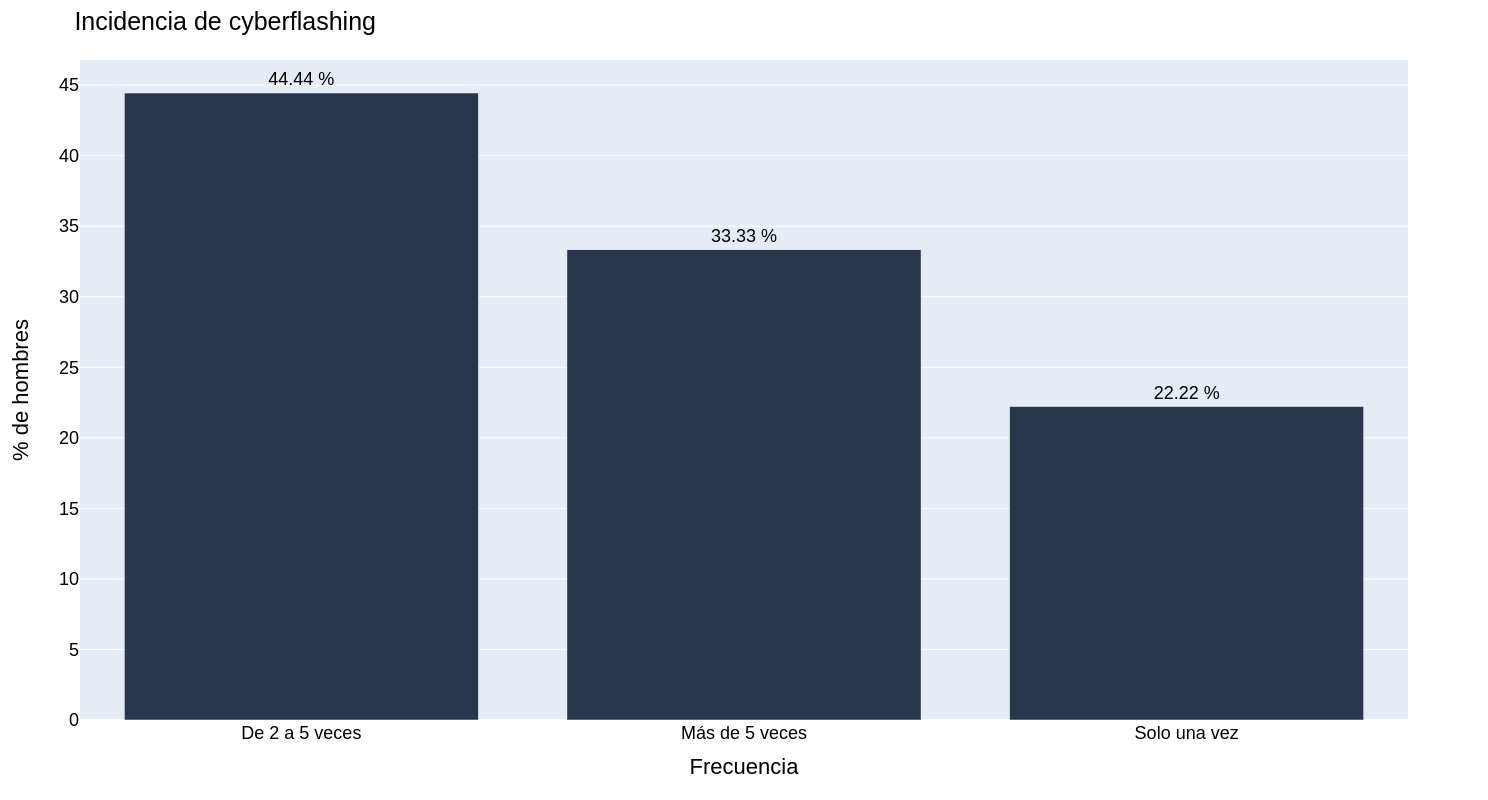 Incidencia de cyberflashing
% de hombres
45
40
35
30
25
20
15
10
5
0
44.44 %
33.33 %
22.22 %
De 2 a 5 veces
Más de 5 veces
Solo una vez
Frecuencia